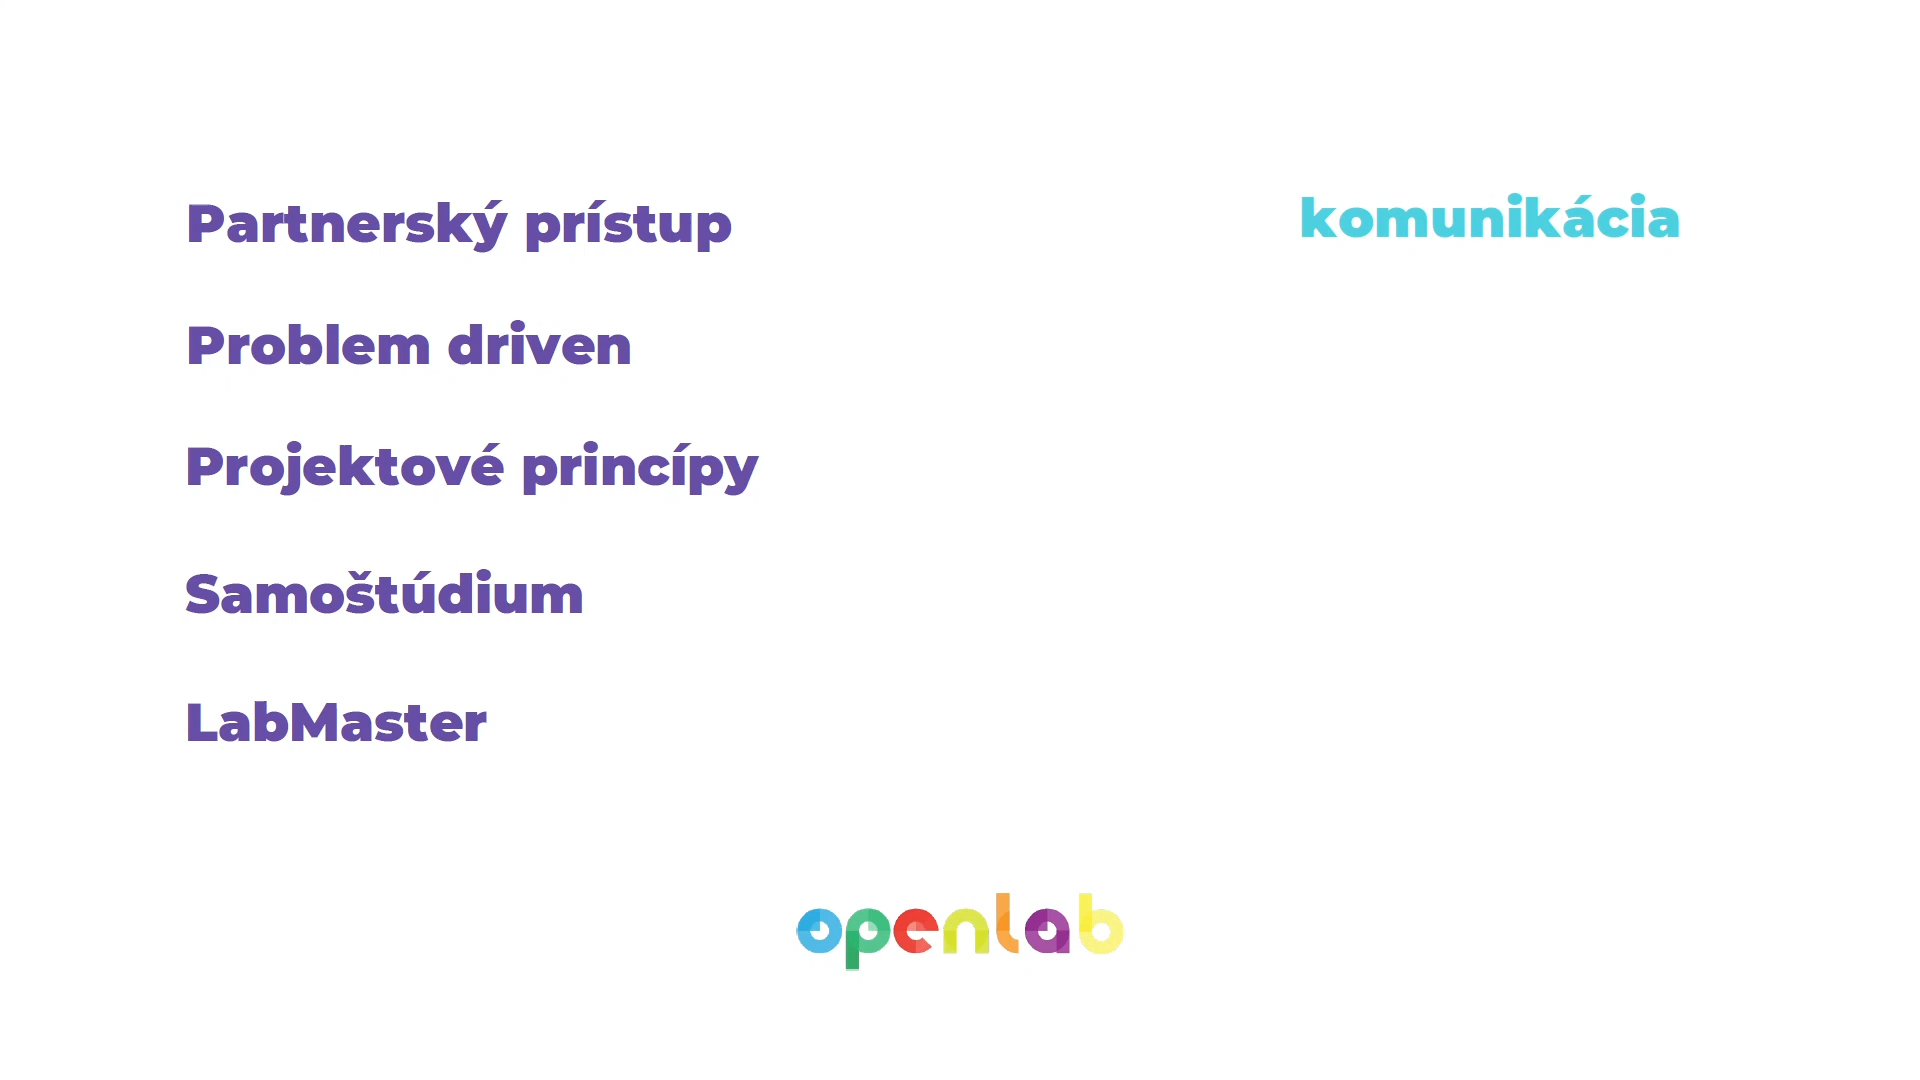 Partnerský prístup
komunikácia
Problem driven
Projektové princípy
Samoštúdium
LabMaster
openlab